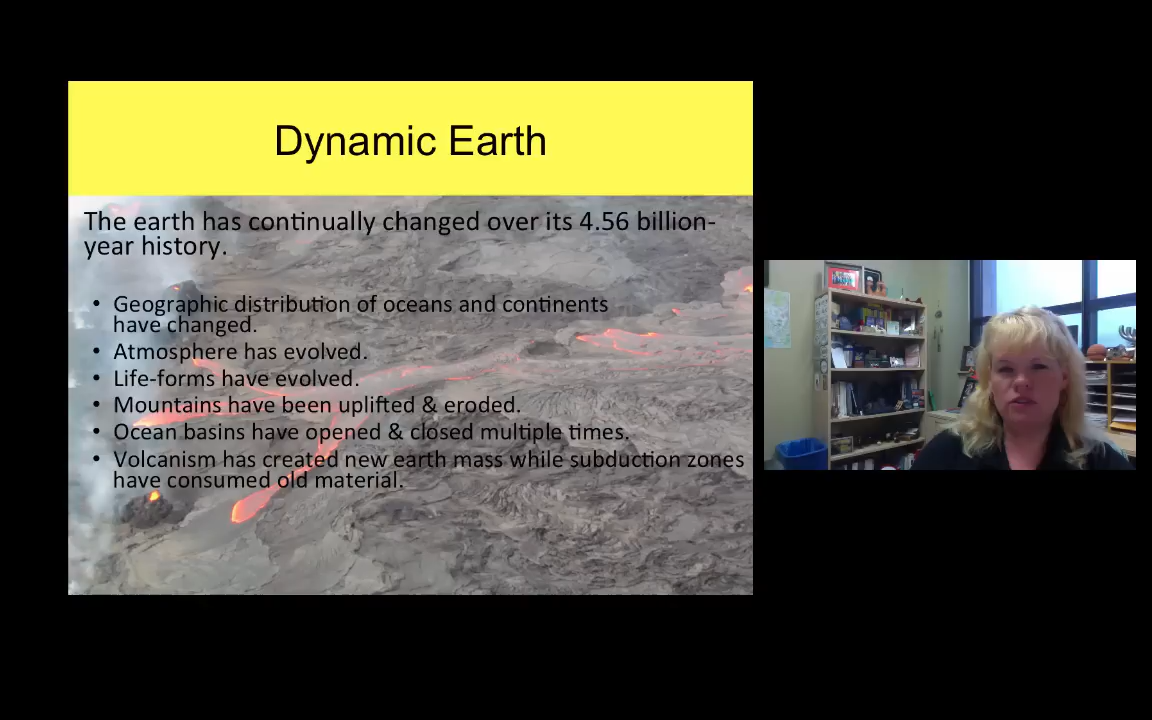 Dynamic Earth
The earth has continually changed over its 4.56 billion-
year history.
• Geographic distribution of oceans and continents
have changed.
• Atmosphere has evolved.
• Life-forms have evolved.
• Mountains have been uplifted & eroded.
• Ocean basins have opened & closed multiple times.
• Volcanism has created new earth mass while subduction zones
have consumed old material.